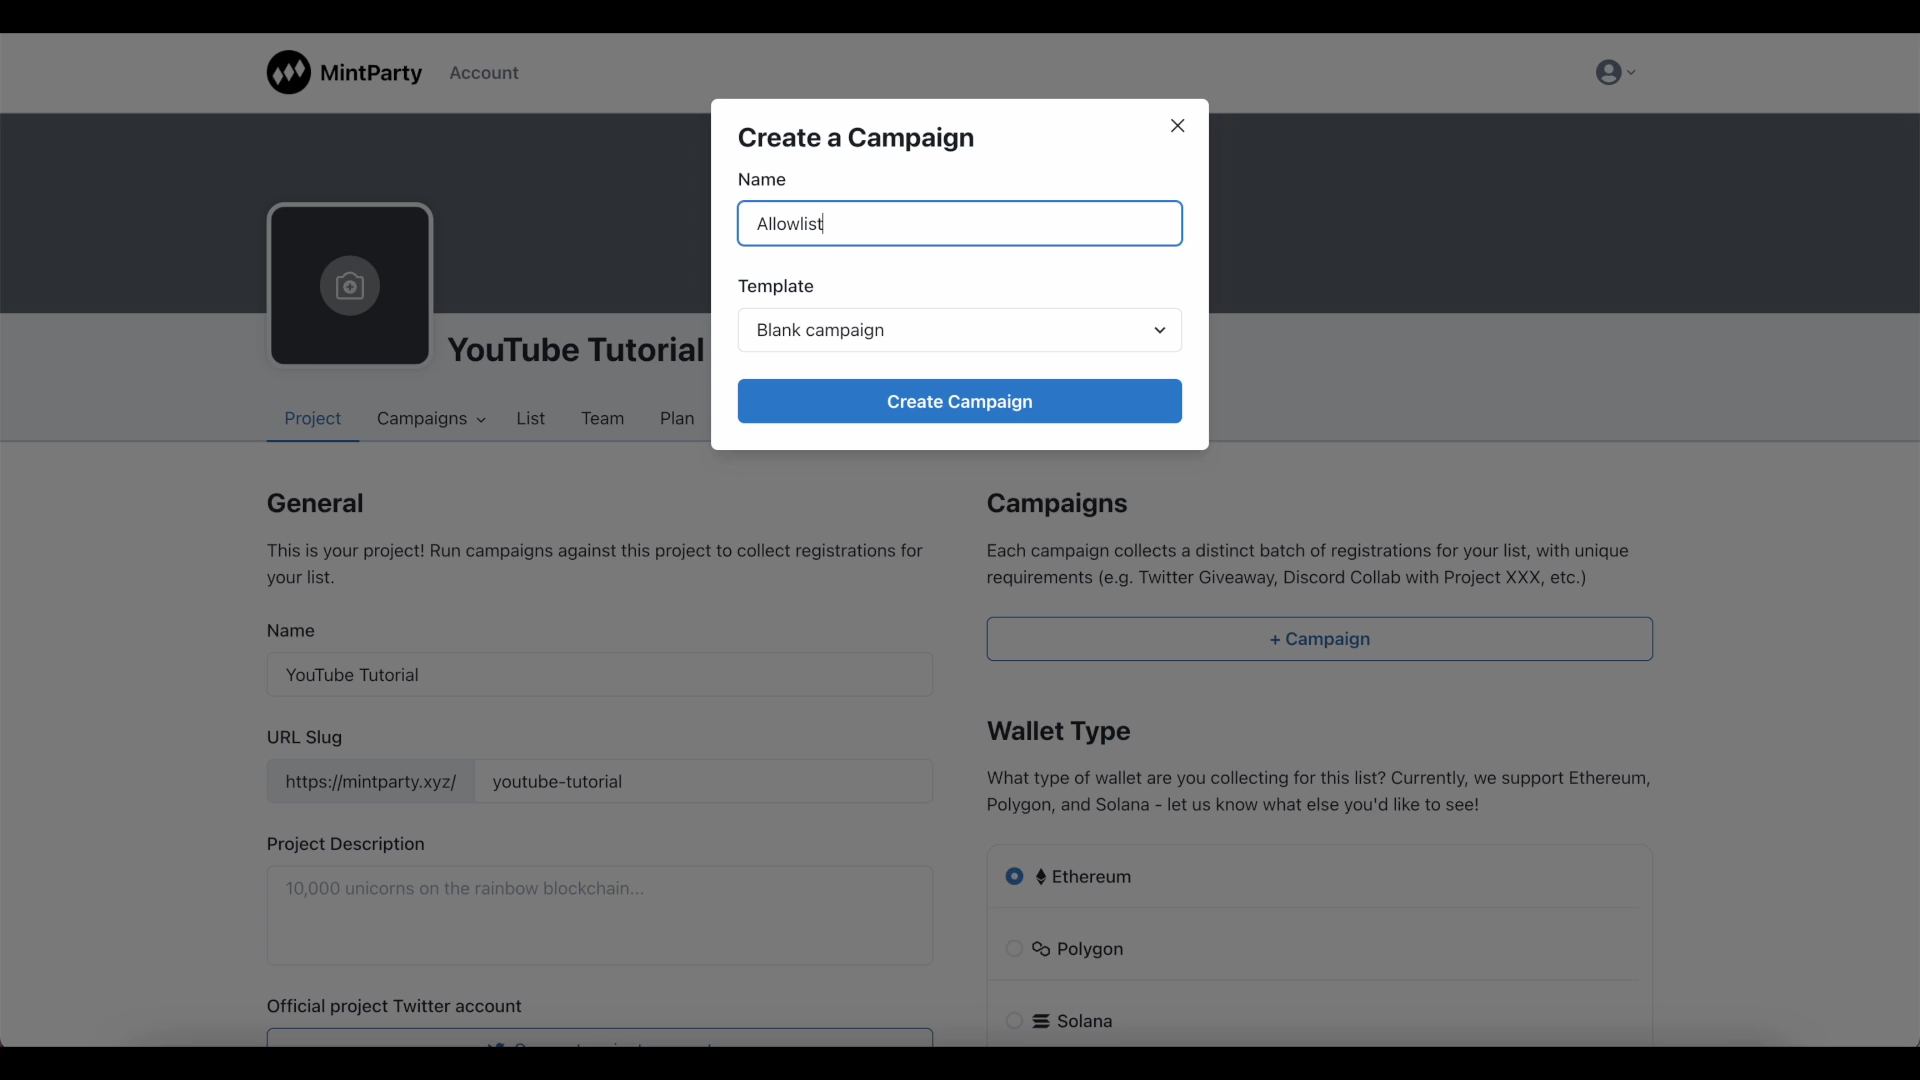 MintParty
Account
Create a Campaign
Name
Allowlist
Template
Blank campaign
Create Campaign
YouTube Tutorial
Project
Campaigns
List
Team
Plan
General
This is your project! Run campaigns against this project to collect registrations for
your list.
Name
YouTube Tutorial
URL Slug
https://mintparty.xyz/
youtube-tutorial
Project Description
10,000 unicorns on the rainbow blockchain...
Official project Twitter account
Campaigns
Each campaign collects a distinct batch of registrations for your list, with unique
requirements (e.g. Twitter Giveaway, Discord Collab with Project XXX, etc.)
+ Campaign
Wallet Type
What type of wallet are you collecting for this list? Currently, we support Ethereum,
Polygon, and Solana - let us know what else you'd like to see!
Ethereum
Polygon
Solana